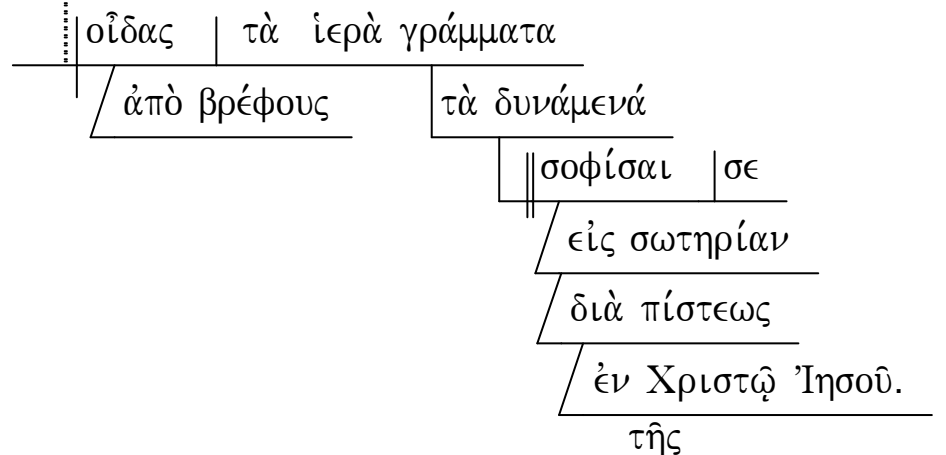 οἶδας τὰ ἱερὰ γράμματα
ἀπὸ βρέφους τὰ δυνάμενά
σοφίσαι σε
εἰς σωτηρίαν
διὰ πίστεως
ἐν Χριστῷ Ἰησοῦ.
τῆς